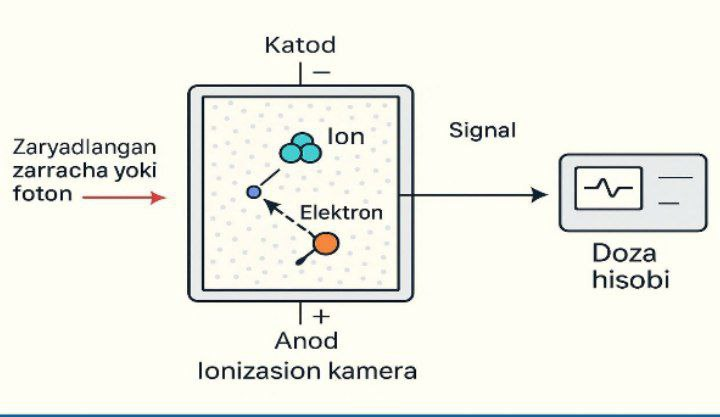 Katod
−
Zaryadlangan
zarracha yoki
foton
Ion
Elektron
Signal
Doza
hisobi
+
Anod
Ionizasion kamera